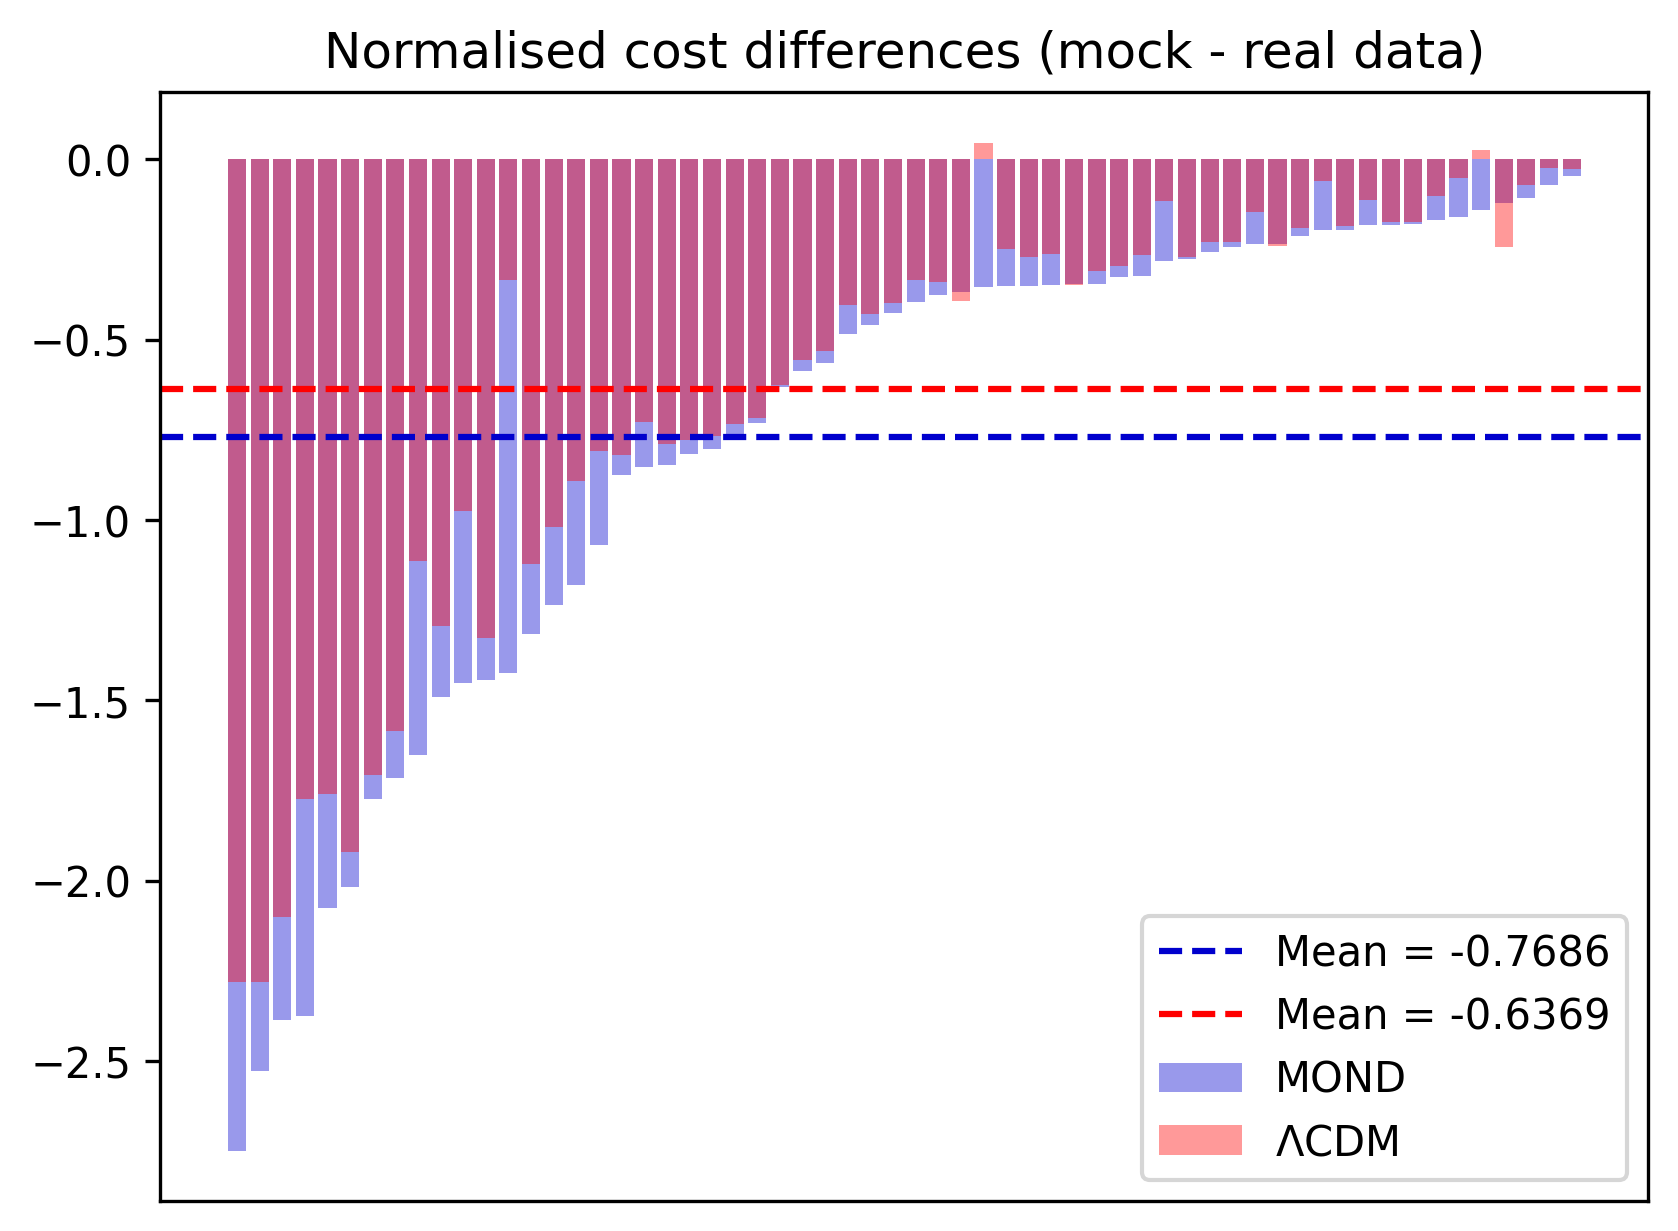 Normalised cost differences (mock - real data)
0.0
−0.5
−1.0
−1.5
−2.0
−2.5
Mean = -0.7686
Mean = -0.6369
MOND
ΛCDM